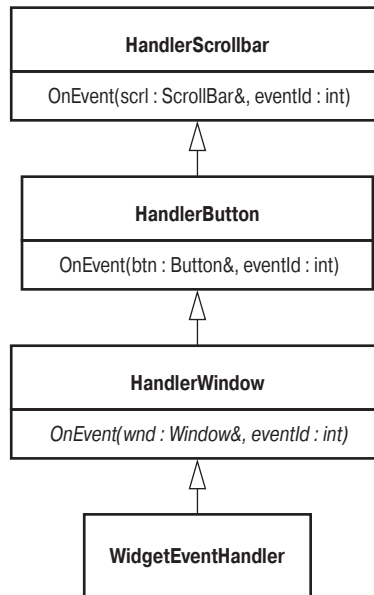 HandlerScrollbar
OnEvent(scrl : ScrollBar&, eventId : int)
HandlerButton
OnEvent(btn : Button&, eventId : int)
HandlerWindow
OnEvent(wnd : Window&, eventId : int)
WidgetEventHandler